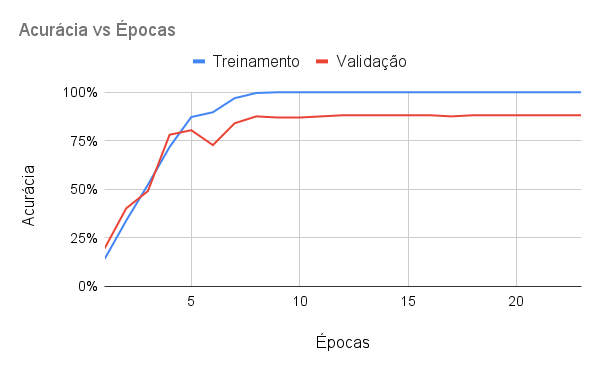 Acurácia vs Épocas
Treinamento Validação
100%
75%
50%
25%
0%
Acurácia
5 10 15 20
Épocas